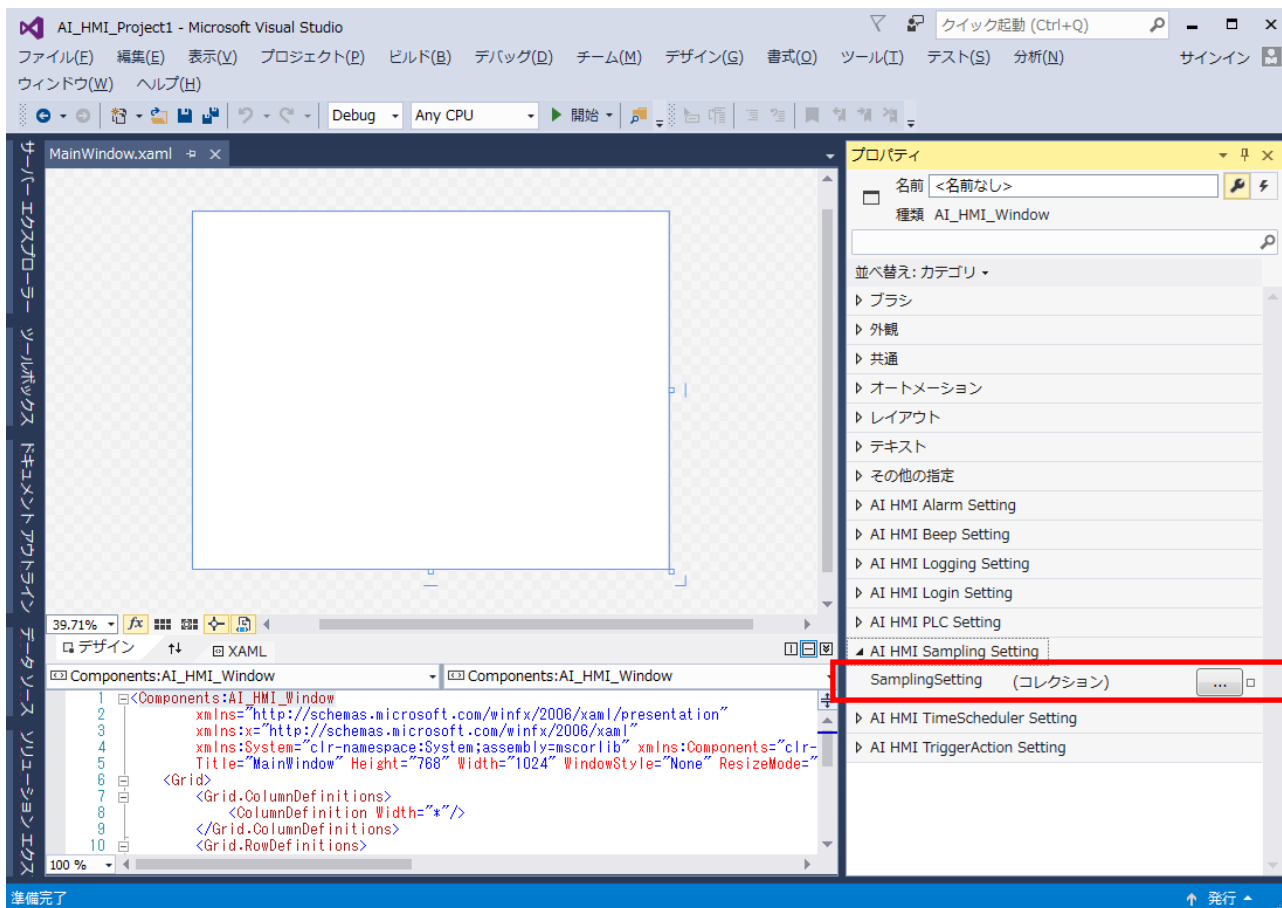 AI_HMI_Project1 - Microsoft Visual Studio
クイック起動 (Ctrl+Q)
ファイル(F) 編集(E) 表示(V) プロジェクト(P) ビルド(B) デバッグ(D) チーム(M) デザイン(G) 書式(O) ツール(T) テスト(S) 分析(N) サインイン
ウィンドウ(W) ヘルプ(H)
Debug Any CPU 開始
サーバー エクスプローラー
ツールボックス
ドキュメント アウトライン
データ ソース
ソリューション エクス
MainWindow.xaml
39.71% fx
デザイン XAML
Components:AI_HMI_Window Components:AI_HMI_Window
1 <Components:AI_HMI_Window
2 xmlns="http://schemas.microsoft.com/winfx/2006/xaml/presentation"
3 xmlns:x="http://schemas.microsoft.com/winfx/2006/xaml"
4 xmlns:System="clr-namespace:System;assembly=mscorlib" xmlns:Components="clr-
5 Title="MainWindow" Height="768" Width="1024" WindowStyle="None" ResizeMode="
6 <Grid>
7 <Grid.ColumnDefinitions>
8 <ColumnDefinition Width="*"/>
9 </Grid.ColumnDefinitions>
10 <Grid.RowDefinitions>
100 %
プロパティ
名前 <名前なし>
種類 AI_HMI_Window
並べ替え: カテゴリ
ブラシ
外観
共通
オートメーション
レイアウト
テキスト
その他の指定
AI HMI Alarm Setting
AI HMI Beep Setting
AI HMI Logging Setting
AI HMI Login Setting
AI HMI PLC Setting
AI HMI Sampling Setting
SamplingSetting (コレクション) ...
AI HMI TimeScheduler Setting
AI HMI TriggerAction Setting
準備完了 発行